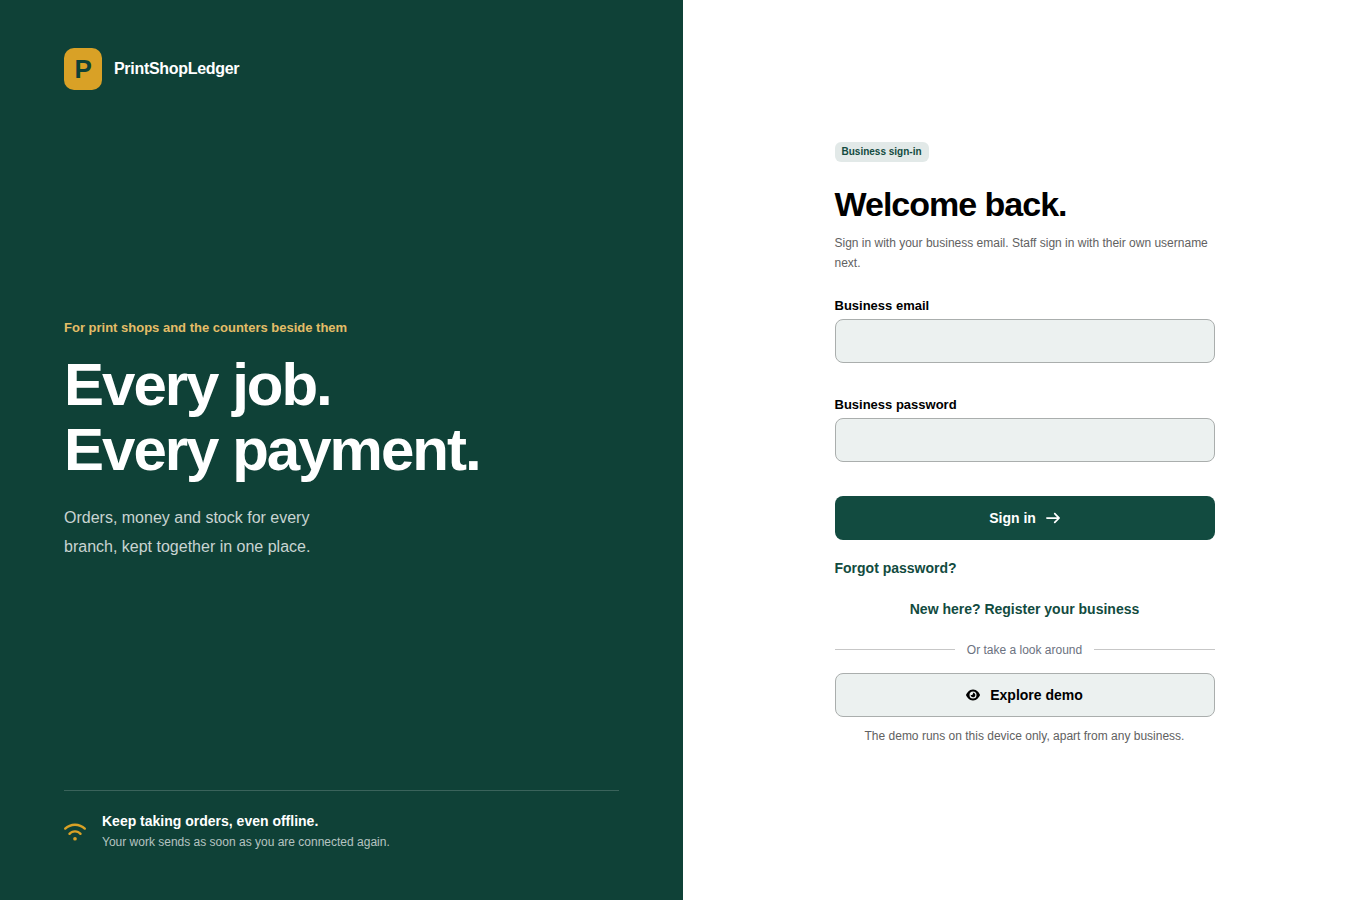 P
PrintShopLedger
For print shops and the counters beside them
Every job.
Every payment.
Orders, money and stock for every
branch, kept together in one place.
Keep taking orders, even offline.
Your work sends as soon as you are connected again.
Business sign-in
Welcome back.
Sign in with your business email. Staff sign in with their own username
next.
Business email
Business password
Sign in
Forgot password?
New here? Register your business
Or take a look around
Explore demo
The demo runs on this device only, apart from any business.